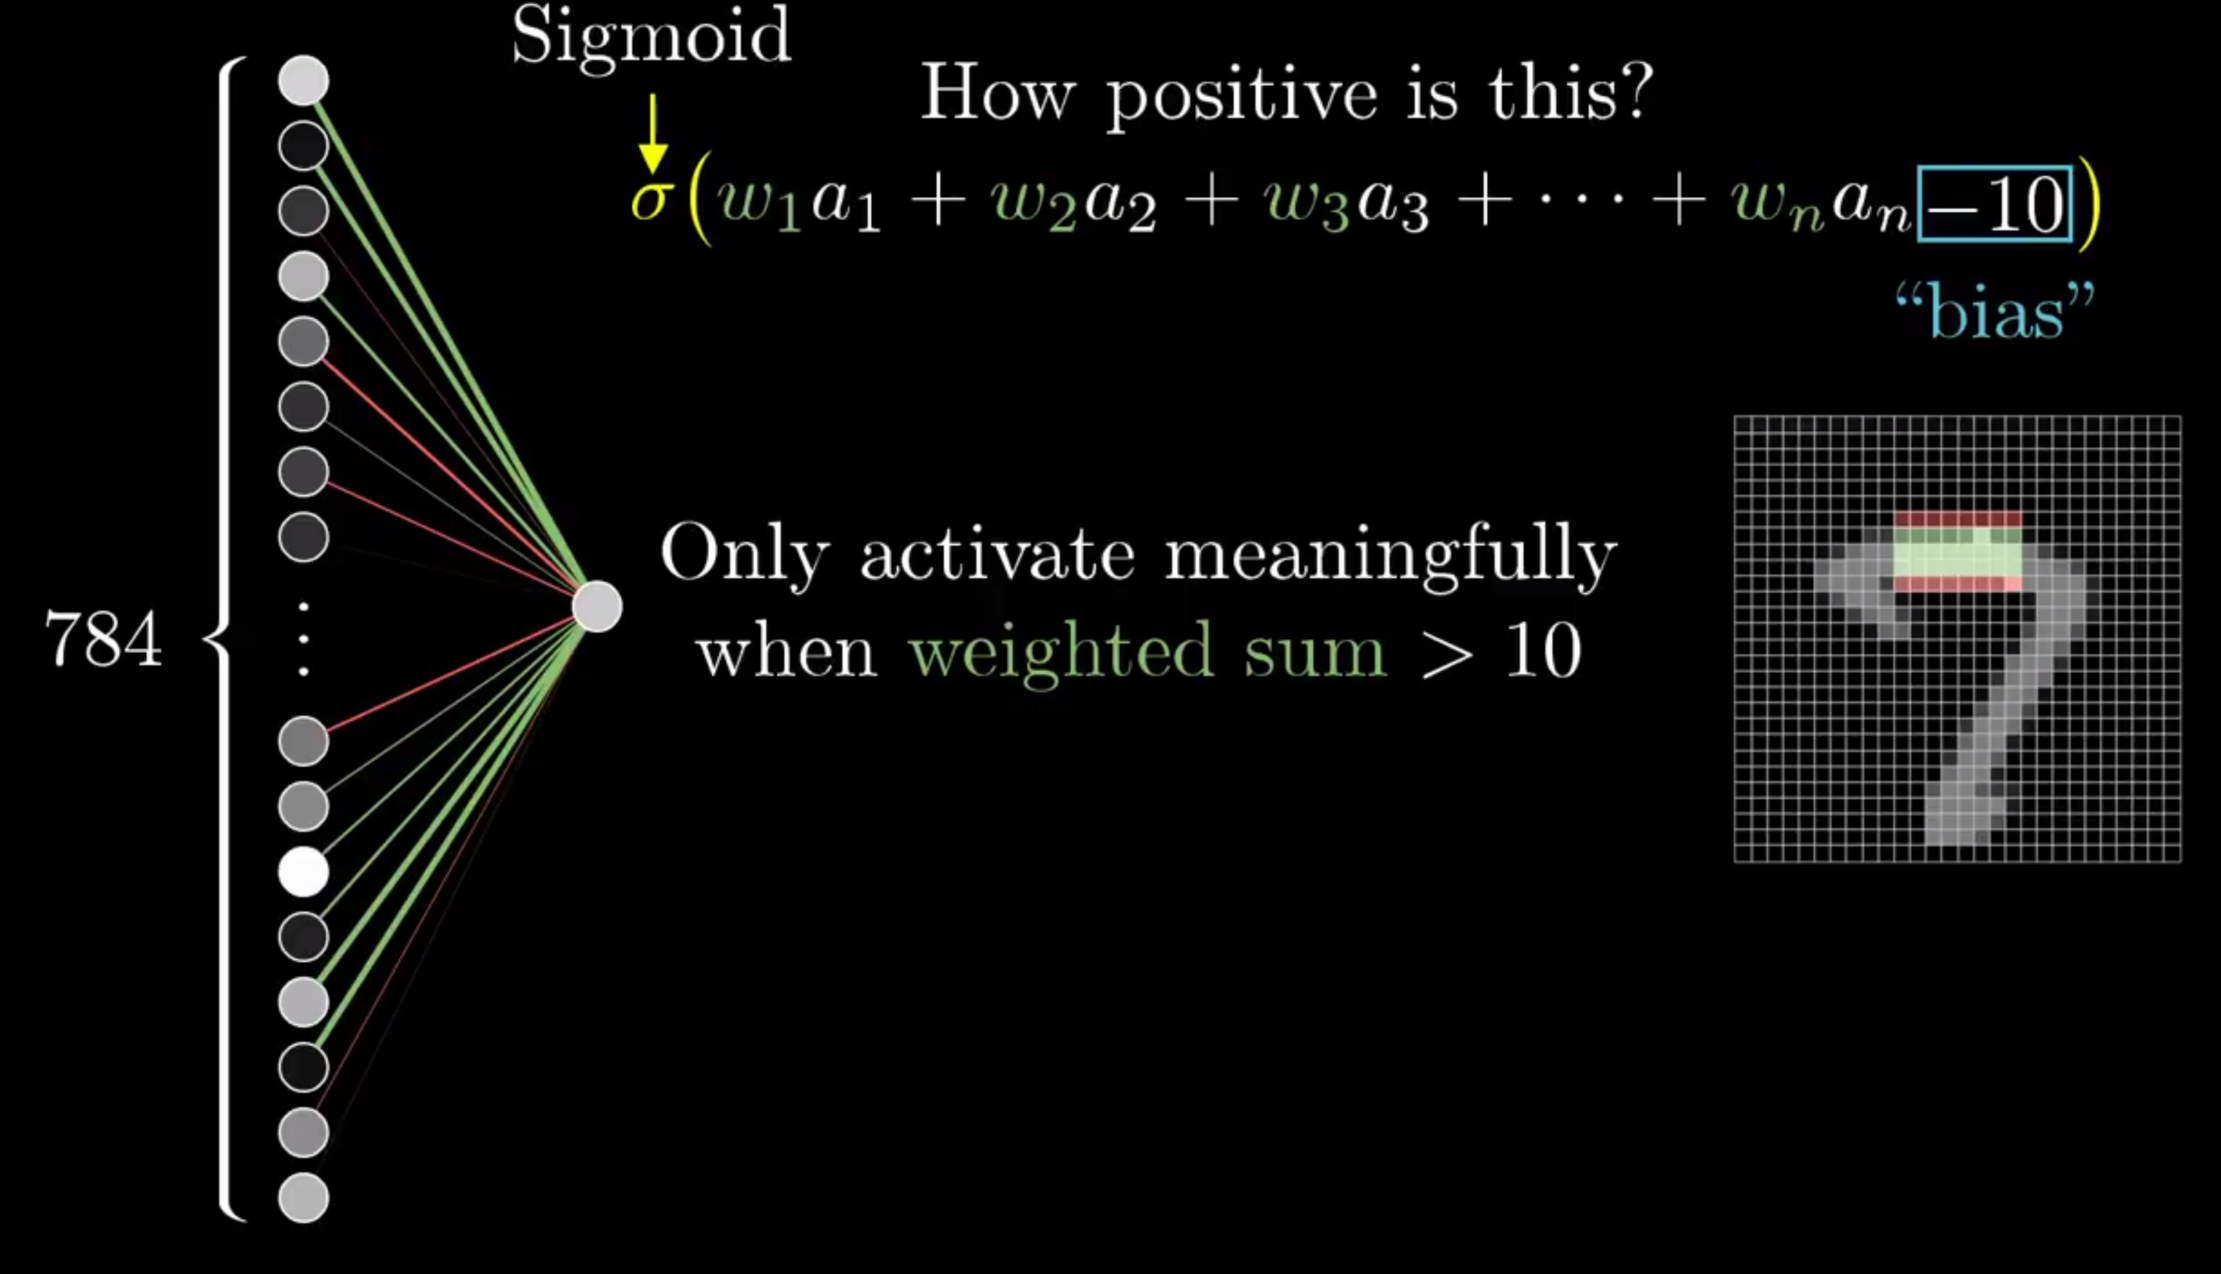 Sigmoid
How positive is this?
σ(w₁a₁ + w₂a₂ + w₃a₃ + ⋯ + wₙaₙ −10)
“bias”
784
Only activate meaningfully
when weighted sum > 10